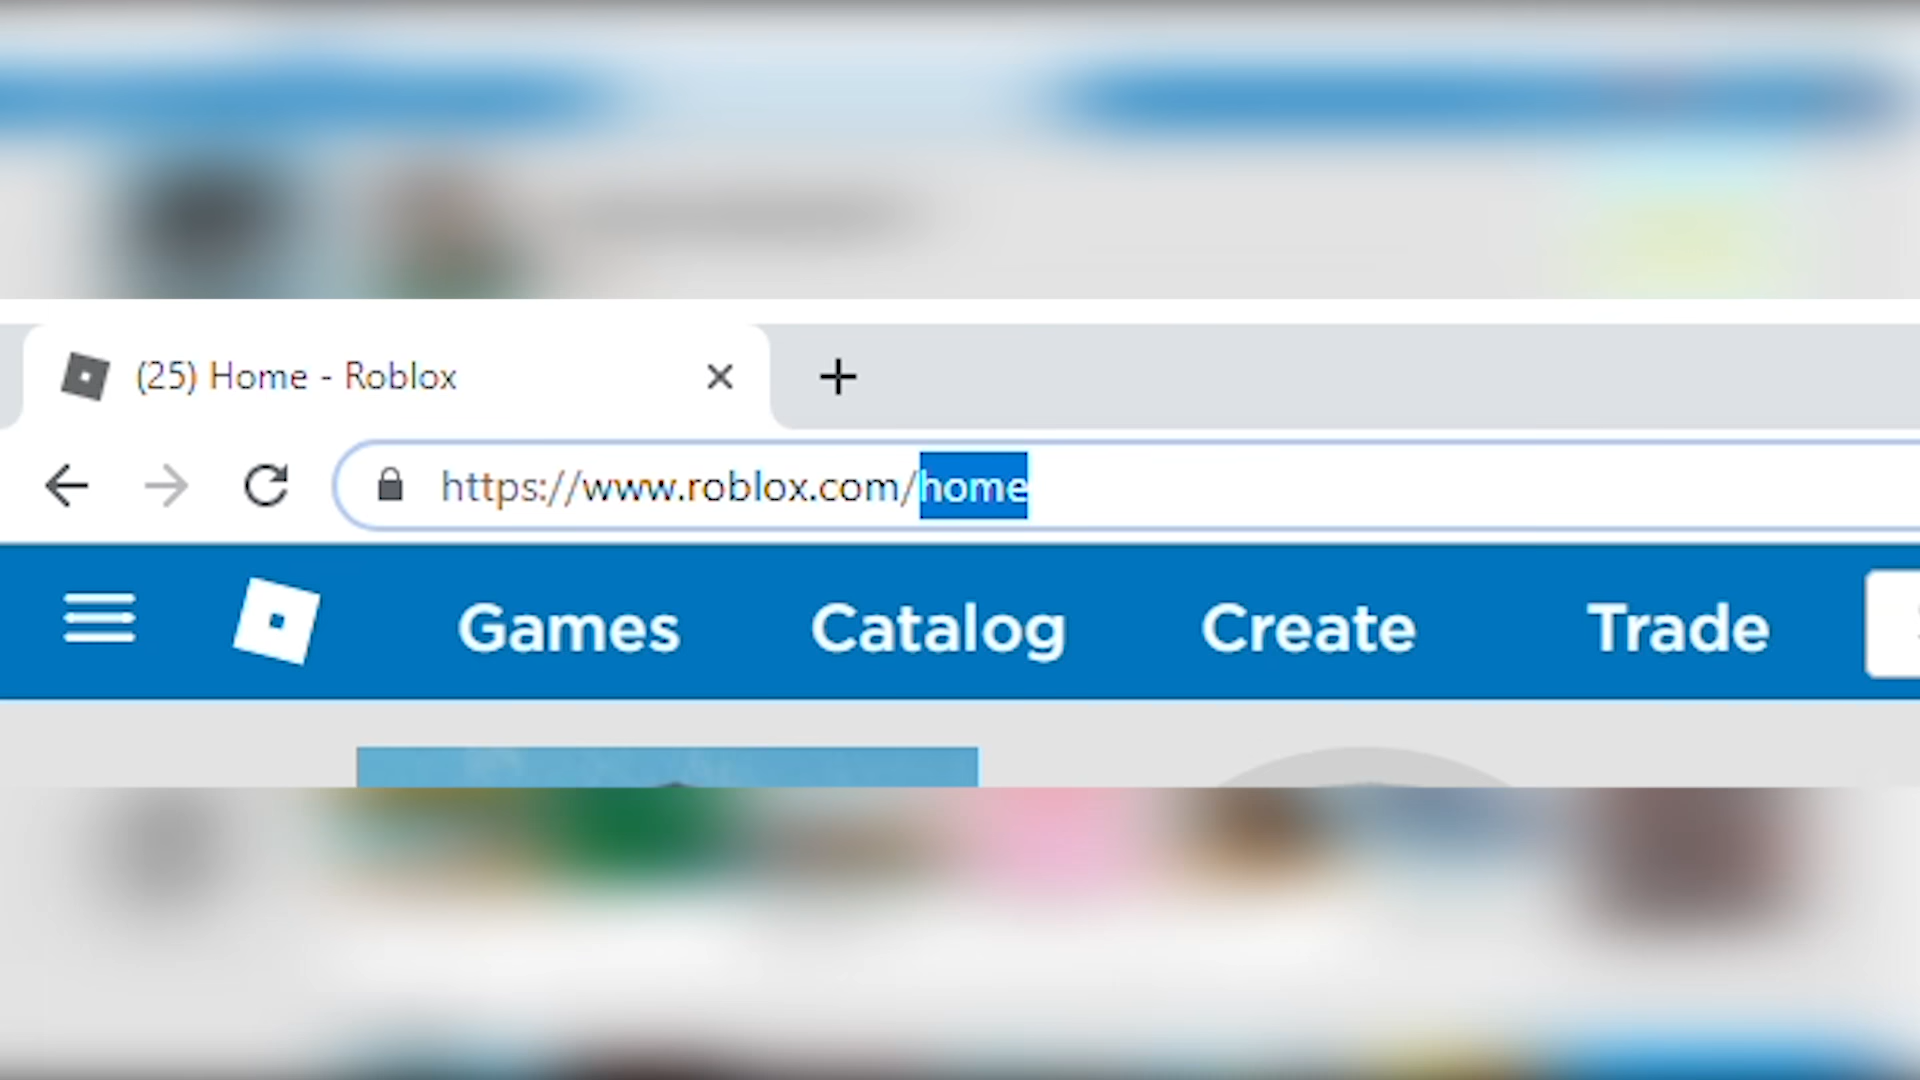 (25) Home - Roblox
https://www.roblox.com/home
Games Catalog Create Trade